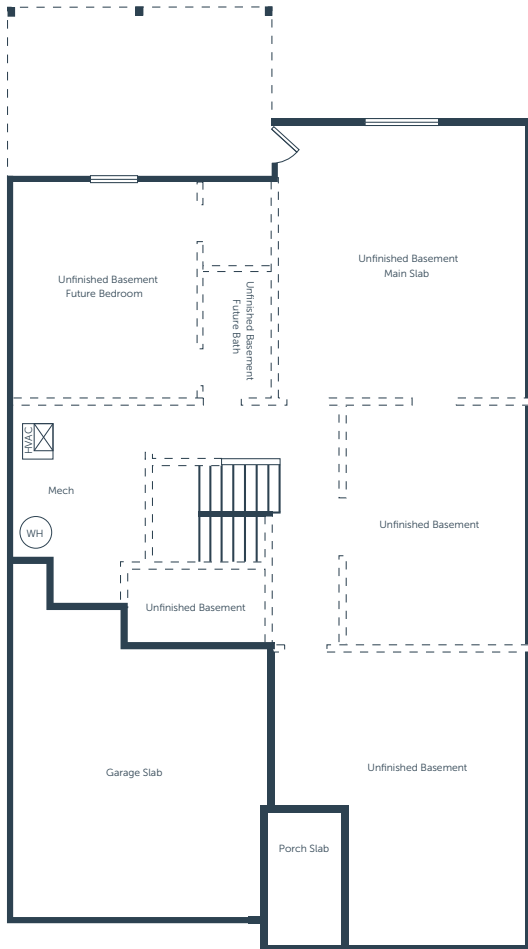 Unfinished Basement
Main Slab
Unfinished Basement
Future Bedroom
Unfinished Basement
Future Bath
HVAC
Mech
WH
Unfinished Basement
Unfinished Basement
Garage Slab
Unfinished Basement
Porch Slab